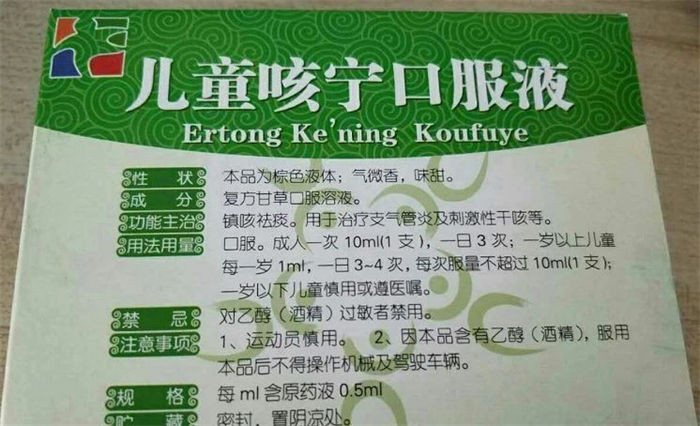 儿童咳宁口服液
Ertong Ke'ning Koufuye
性 状 本品为棕色液体；气微香，味甜。
成 分 复方甘草口服溶液。
功能主治 镇咳祛痰。用于治疗支气管炎及刺激性干咳等。
用法用量 口服。成人一次 10ml(1支)，一日 3 次；一岁以上儿童
每一岁 1ml，一日 3~4 次，每次服量不超过 10ml(1支)；
一岁以下儿童慎用或遵医嘱。
禁 忌 对乙醇（酒精）过敏者禁用。
注意事项 1、运动员慎用。 2、因本品含有乙醇（酒精），服用
本品后不得操作机械及驾驶车辆。
规 格 每 ml 含原药液 0.5ml
贮 藏 密封，置阴凉处。